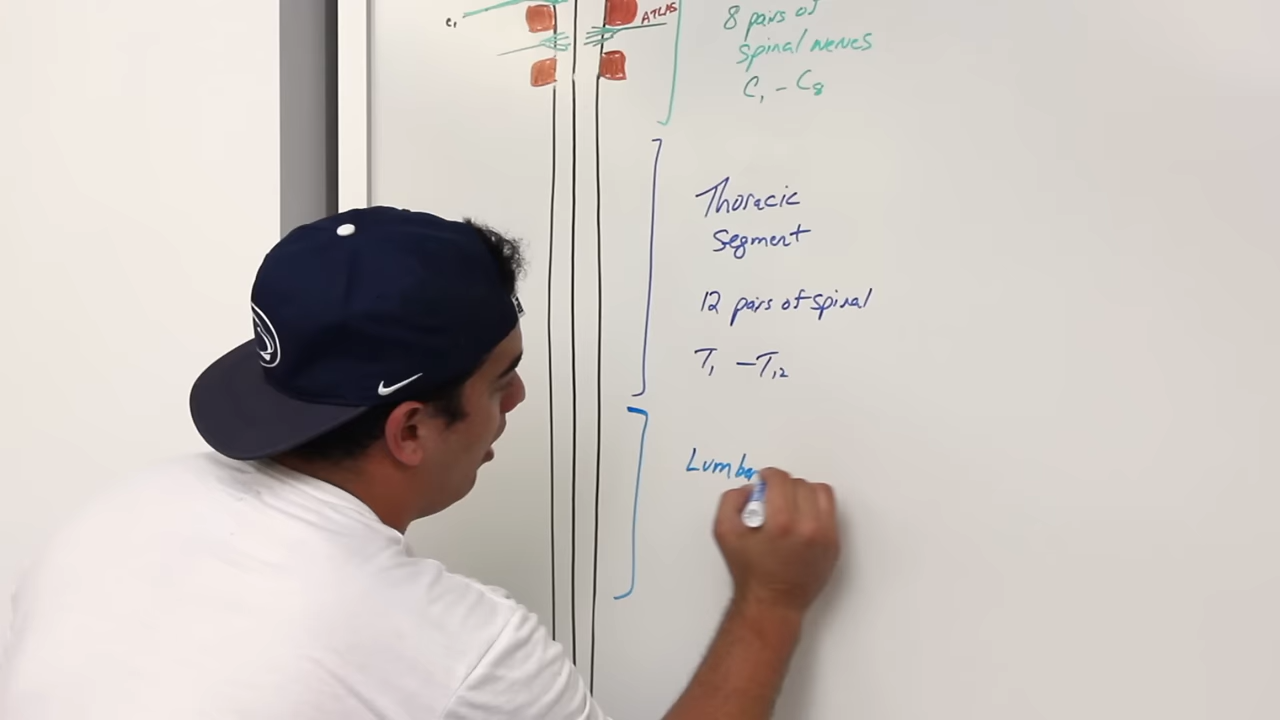 C1
ATLAS
8 pairs of
spinal nerves
C1 - C8
Thoracic
Segment
12 pairs of spinal
T1 - T12
Lumbar